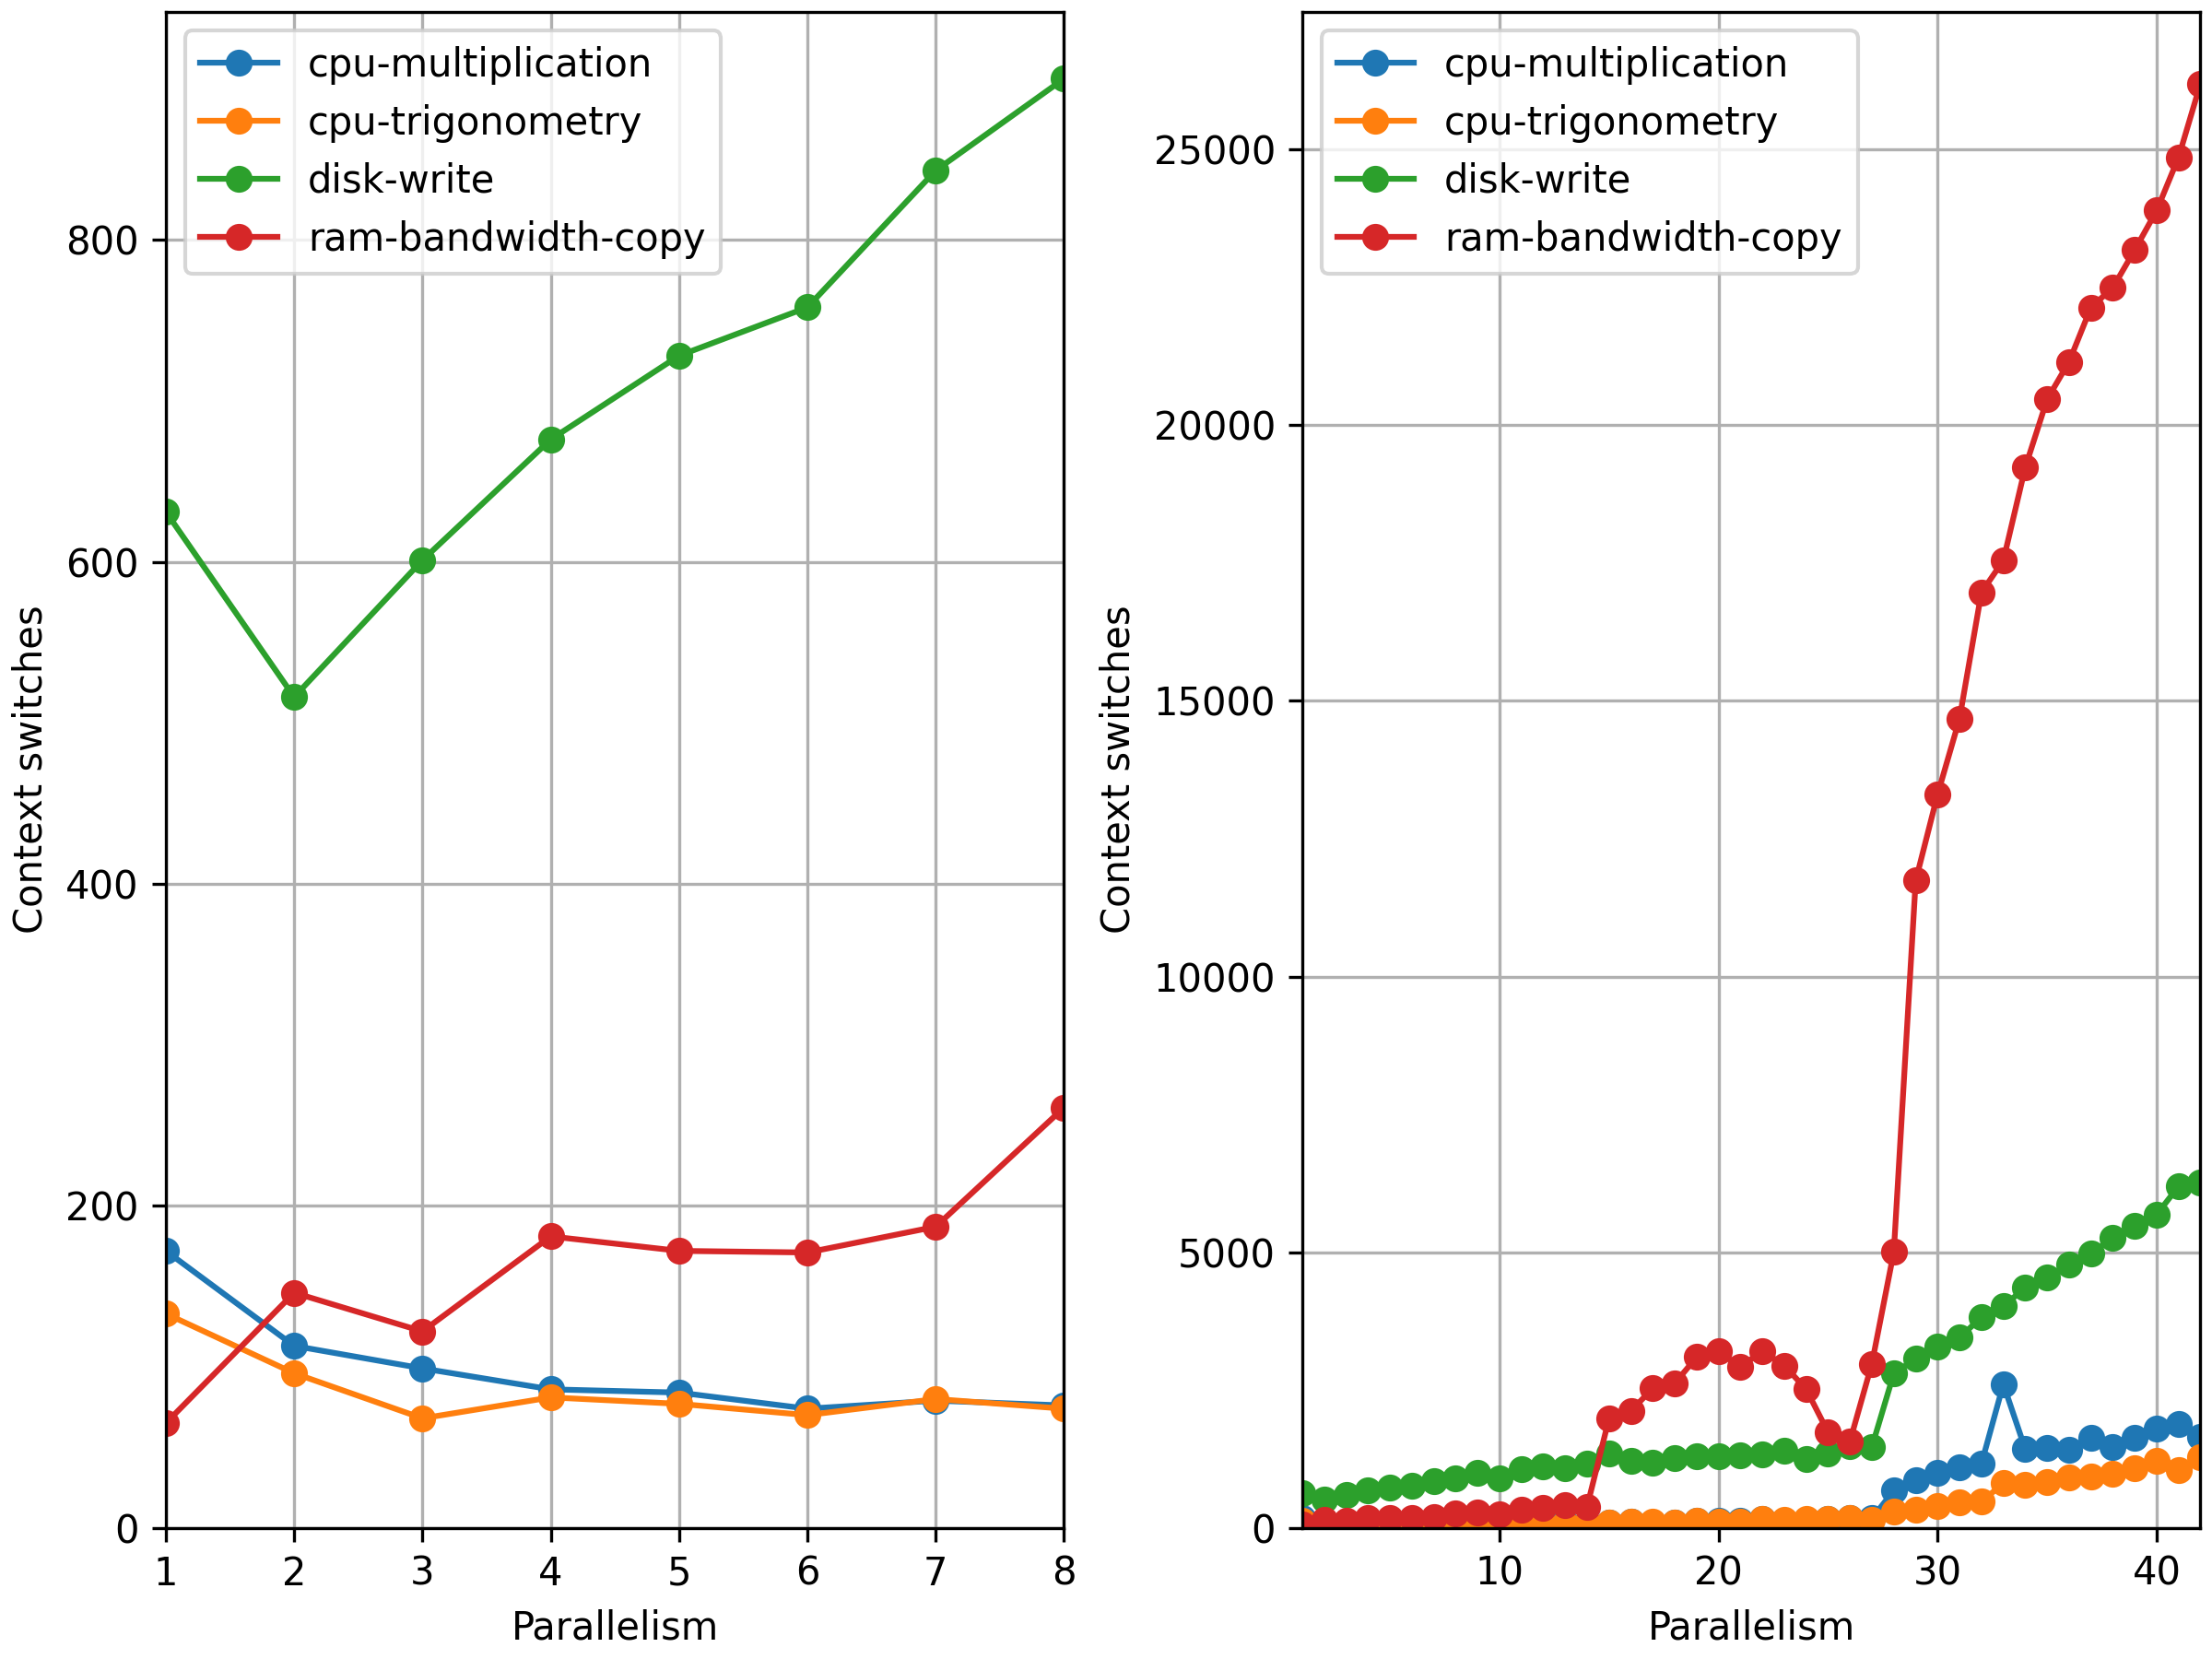 cpu-multiplication
cpu-trigonometry
disk-write
ram-bandwidth-copy
800
600
400
200
0
Context switches
1 2 3 4 5 6 7 8
Parallelism
cpu-multiplication
cpu-trigonometry
disk-write
ram-bandwidth-copy
25000
20000
15000
10000
5000
0
Context switches
10 20 30 40
Parallelism